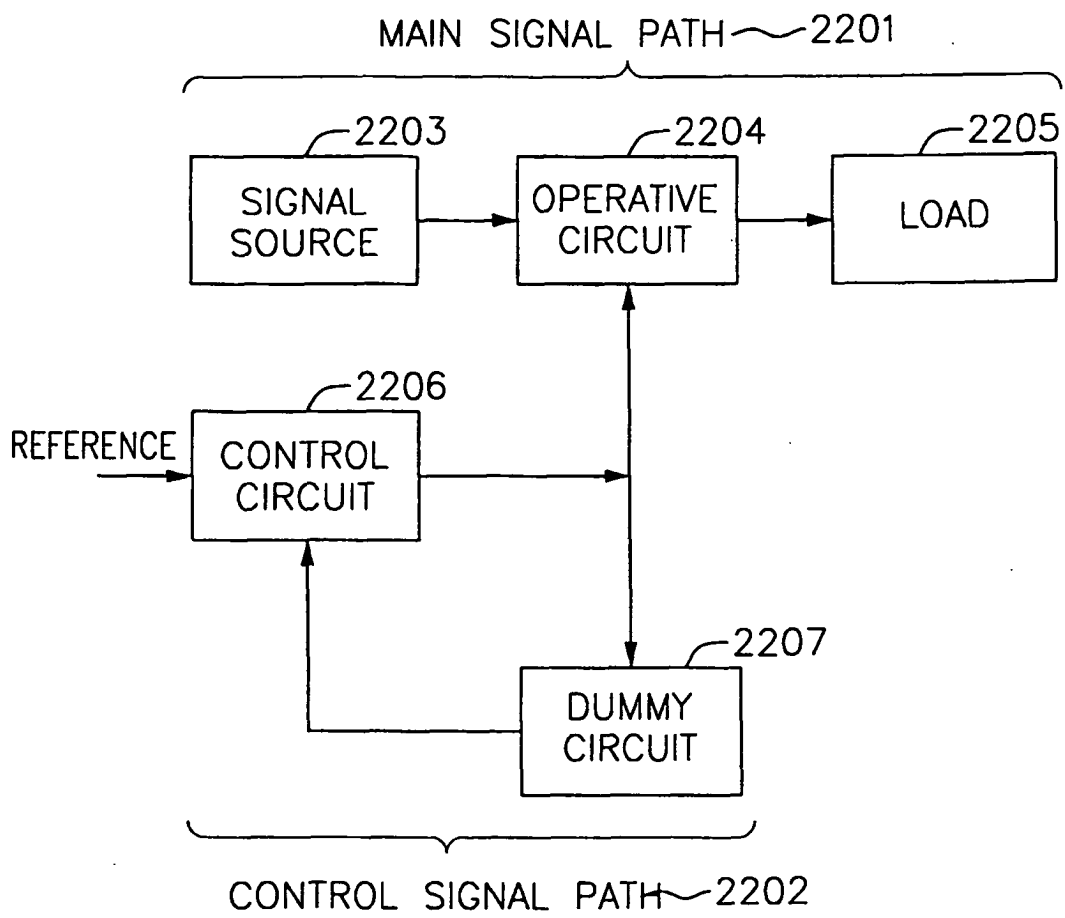 MAIN SIGNAL PATH 2201
2203
2204
2205
SIGNAL
SOURCE
OPERATIVE
CIRCUIT
LOAD
2206
REFERENCE
CONTROL
CIRCUIT
2207
DUMMY
CIRCUIT
CONTROL SIGNAL PATH 2202